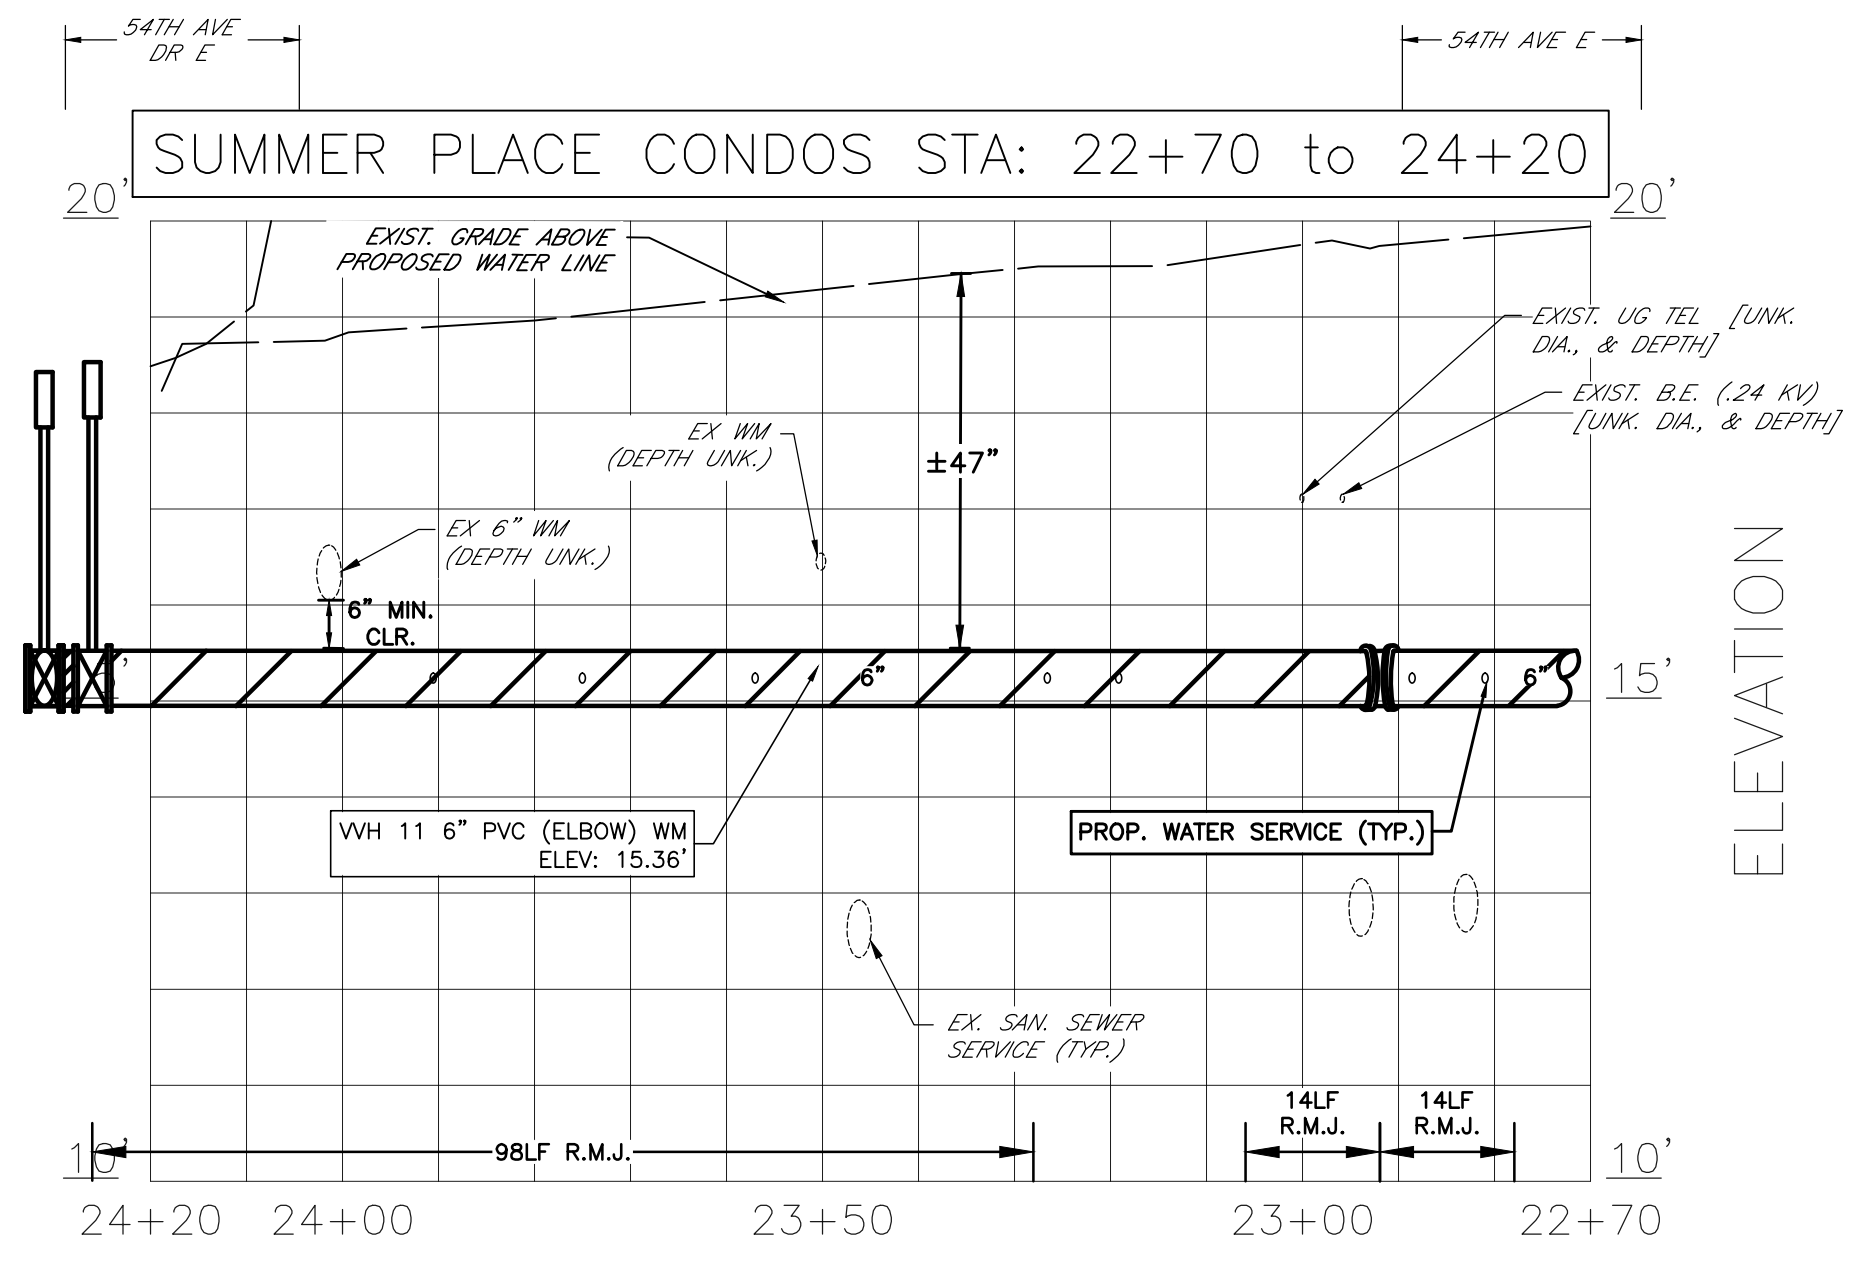 54TH AVE
DR E
54TH AVE E
SUMMER PLACE CONDOS STA: 22+70 to 24+20
20'
20'
EXIST. GRADE ABOVE
PROPOSED WATER LINE
EXIST. UG TEL [UNK.
DIA., & DEPTH]
EXIST. B.E. (.24 KV)
[UNK. DIA., & DEPTH]
EX WM
(DEPTH UNK.)
±47"
EX 6" WM
(DEPTH UNK.)
6" MIN.
CLR.
6"
6"
15'
ELEVATION
VVH 11 6" PVC (ELBOW) WM
ELEV: 15.36'
PROP. WATER SERVICE (TYP.)
EX. SAN. SEWER
SERVICE (TYP.)
14LF
R.M.J.
14LF
R.M.J.
98LF R.M.J.
10'
10'
24+20
24+00
23+50
23+00
22+70